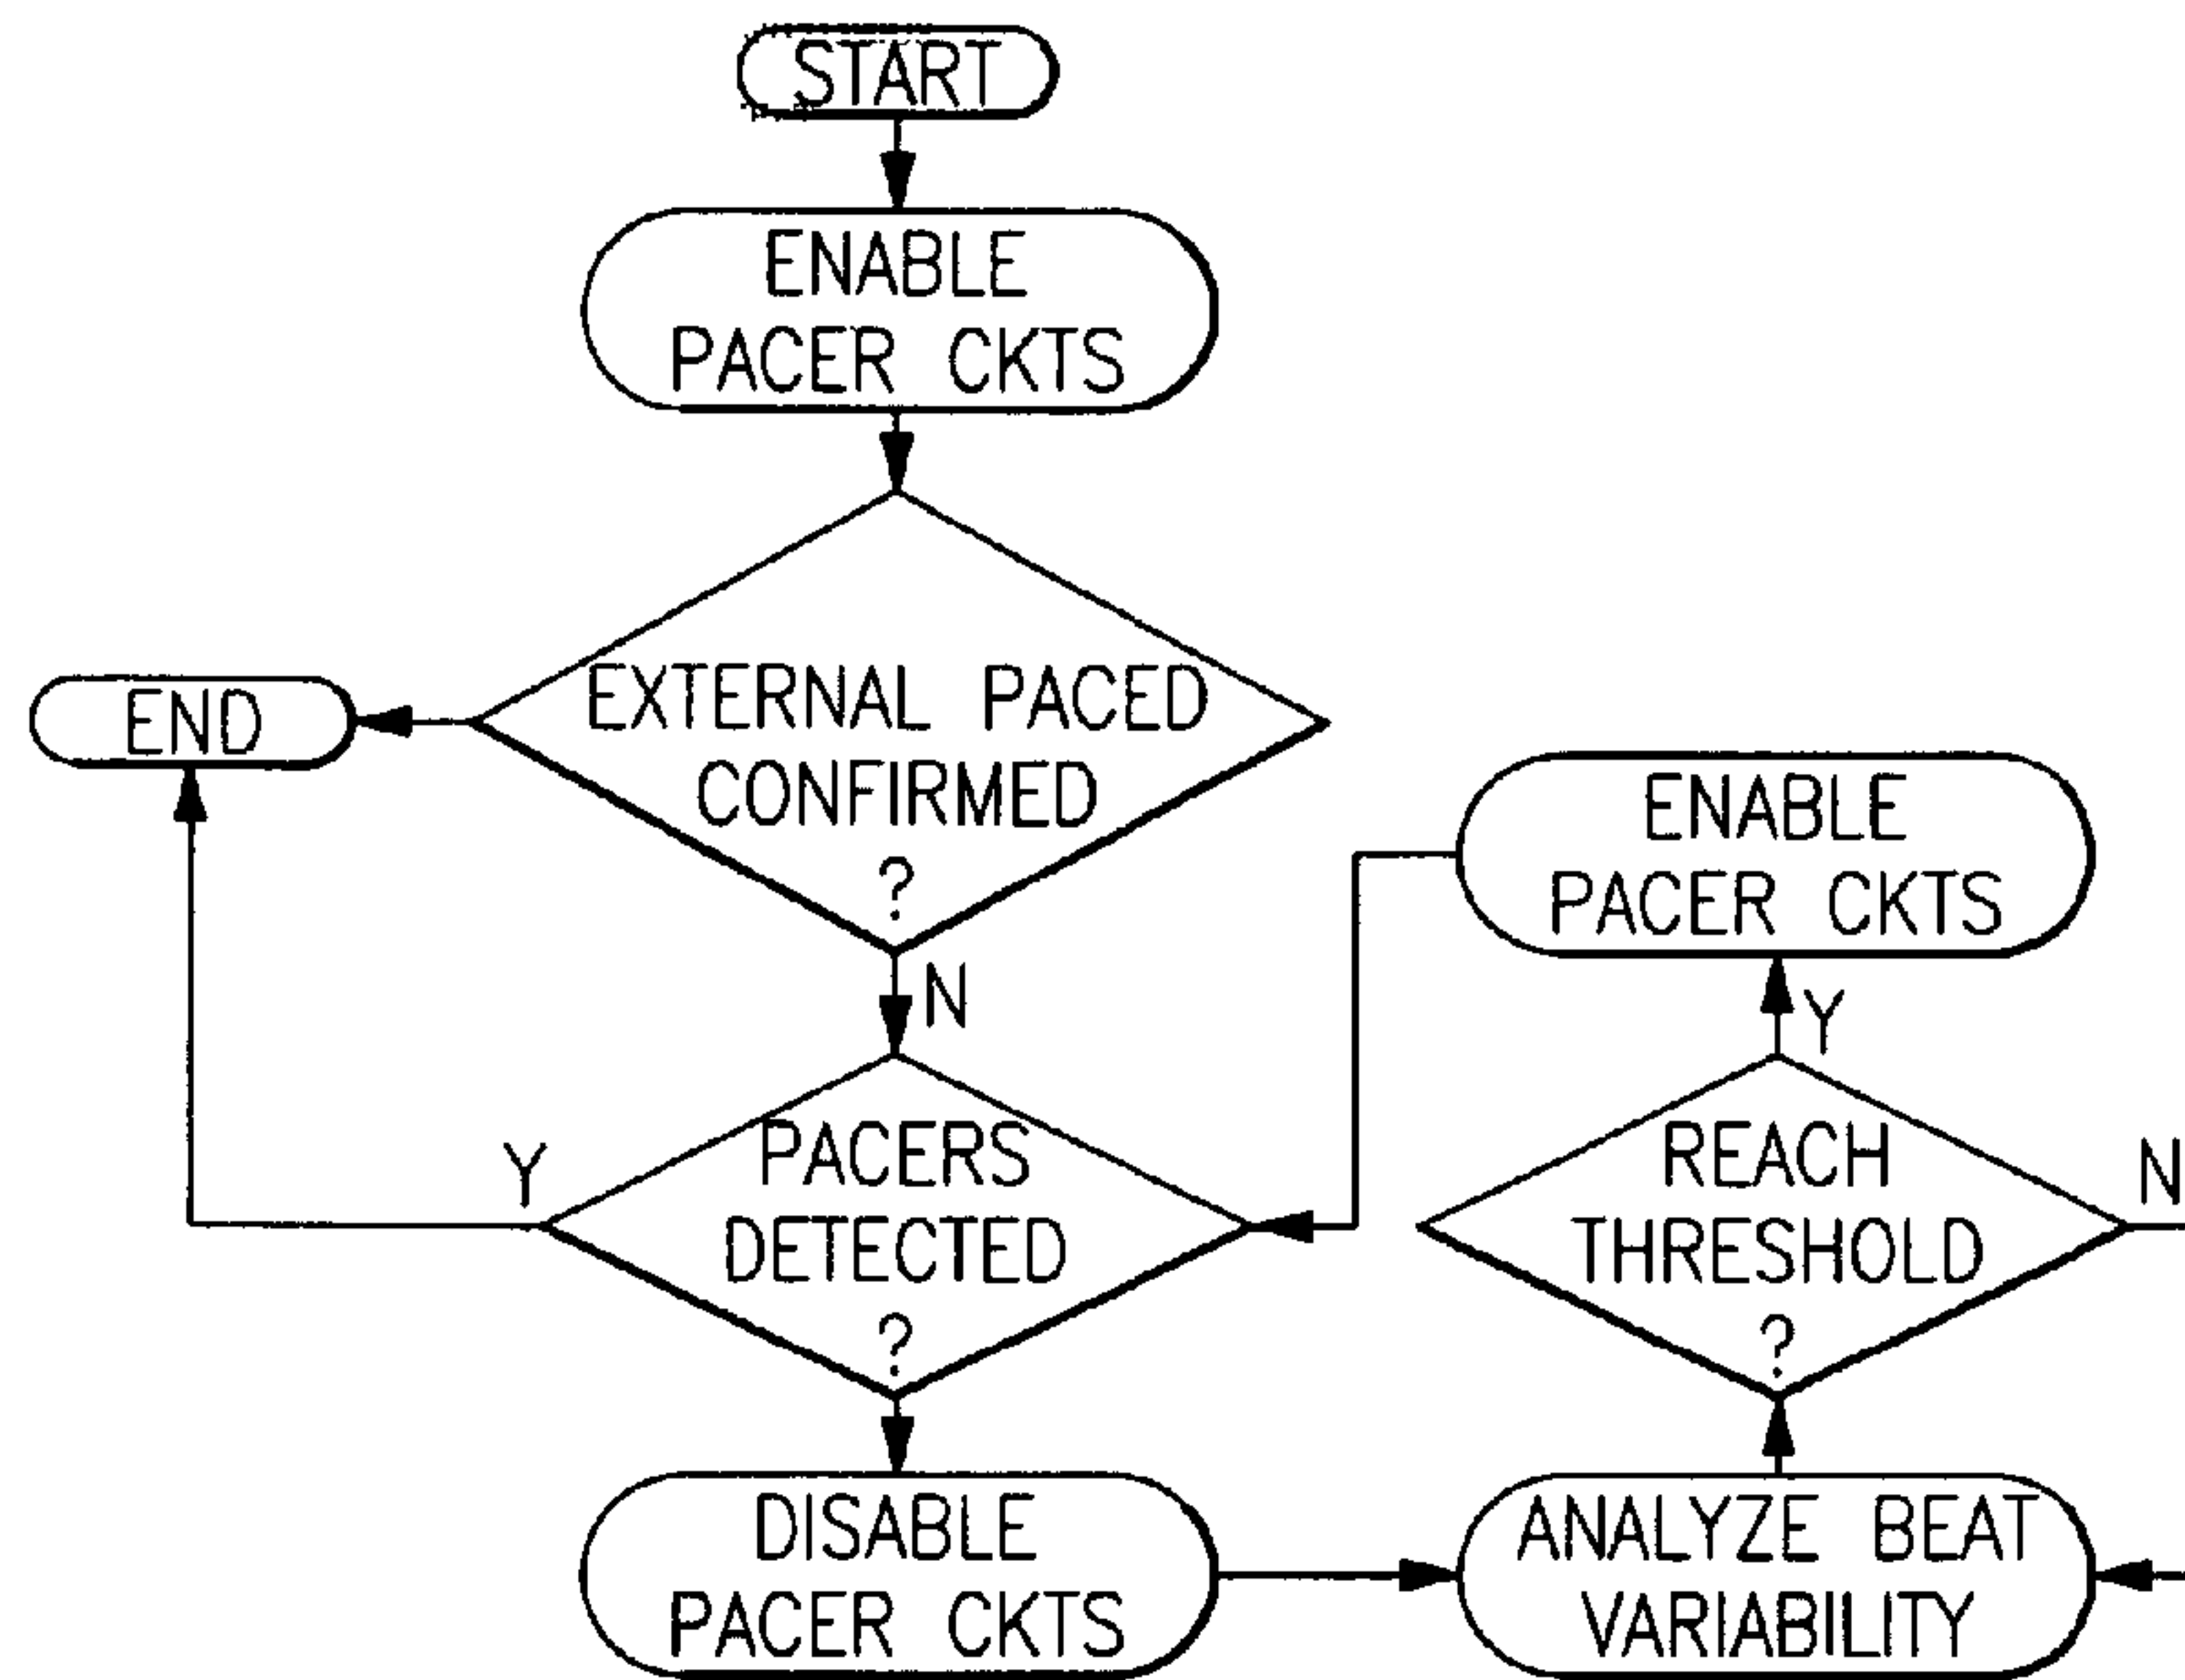 START
ENABLE
PACER CKTS
EXTERNAL PACED
CONFIRMED
?
END
N
PACERS
DETECTED
?
Y
DISABLE
PACER CKTS
ANALYZE BEAT
VARIABILITY
REACH
THRESHOLD
?
N
Y
ENABLE
PACER CKTS